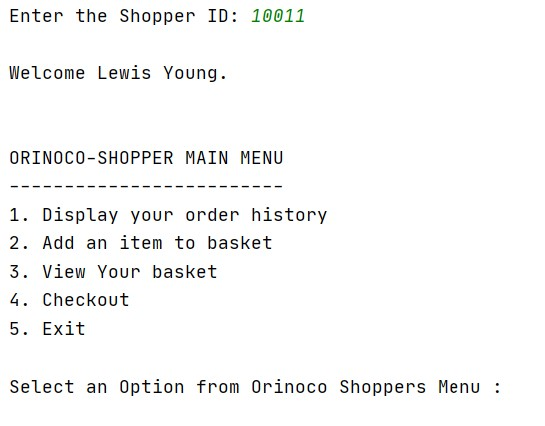 Enter the Shopper ID: 10011
Welcome Lewis Young.
ORINOCO-SHOPPER MAIN MENU
-------------------------
1. Display your order history
2. Add an item to basket
3. View Your basket
4. Checkout
5. Exit
Select an Option from Orinoco Shoppers Menu :